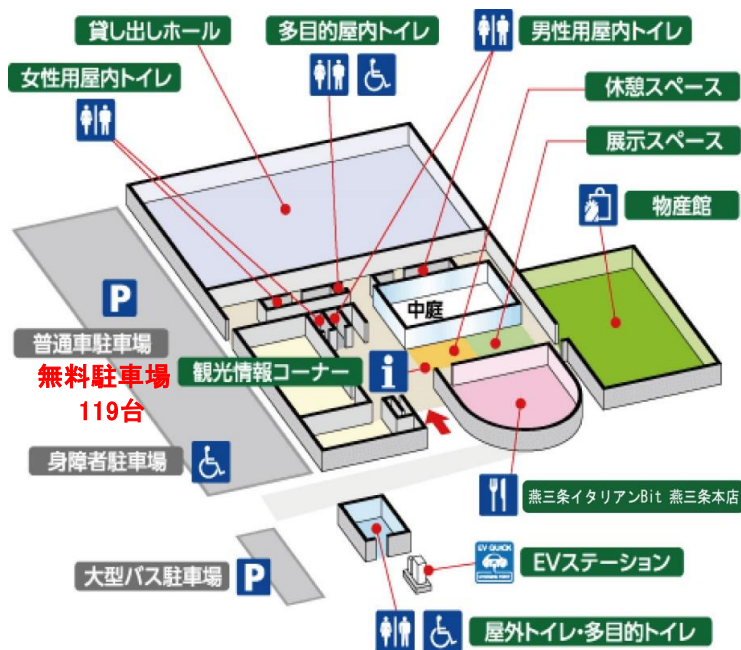 貸し出しホール
多目的屋内トイレ
男性用屋内トイレ
女性用屋内トイレ
休憩スペース
展示スペース
物産館
中庭
P
普通車駐車場
無料駐車場
119台
観光情報コーナー
i
身障者駐車場
燕三条イタリアンBit 燕三条本店
大型バス駐車場
P
EV QUICK
EVステーション
屋外トイレ・多目的トイレ